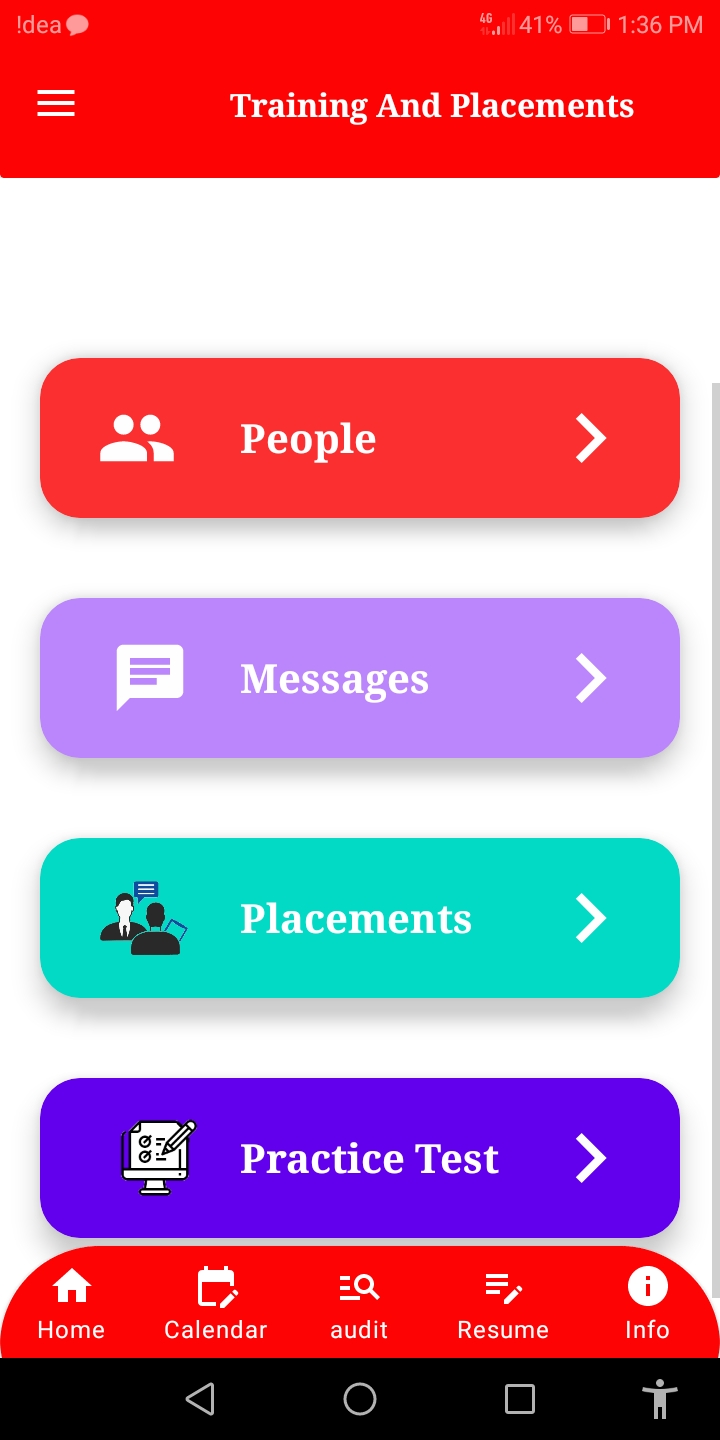 !dea 4G 41% 1:36 PM
Training And Placements
People
Messages
Placements
Practice Test
Home Calendar audit Resume Info